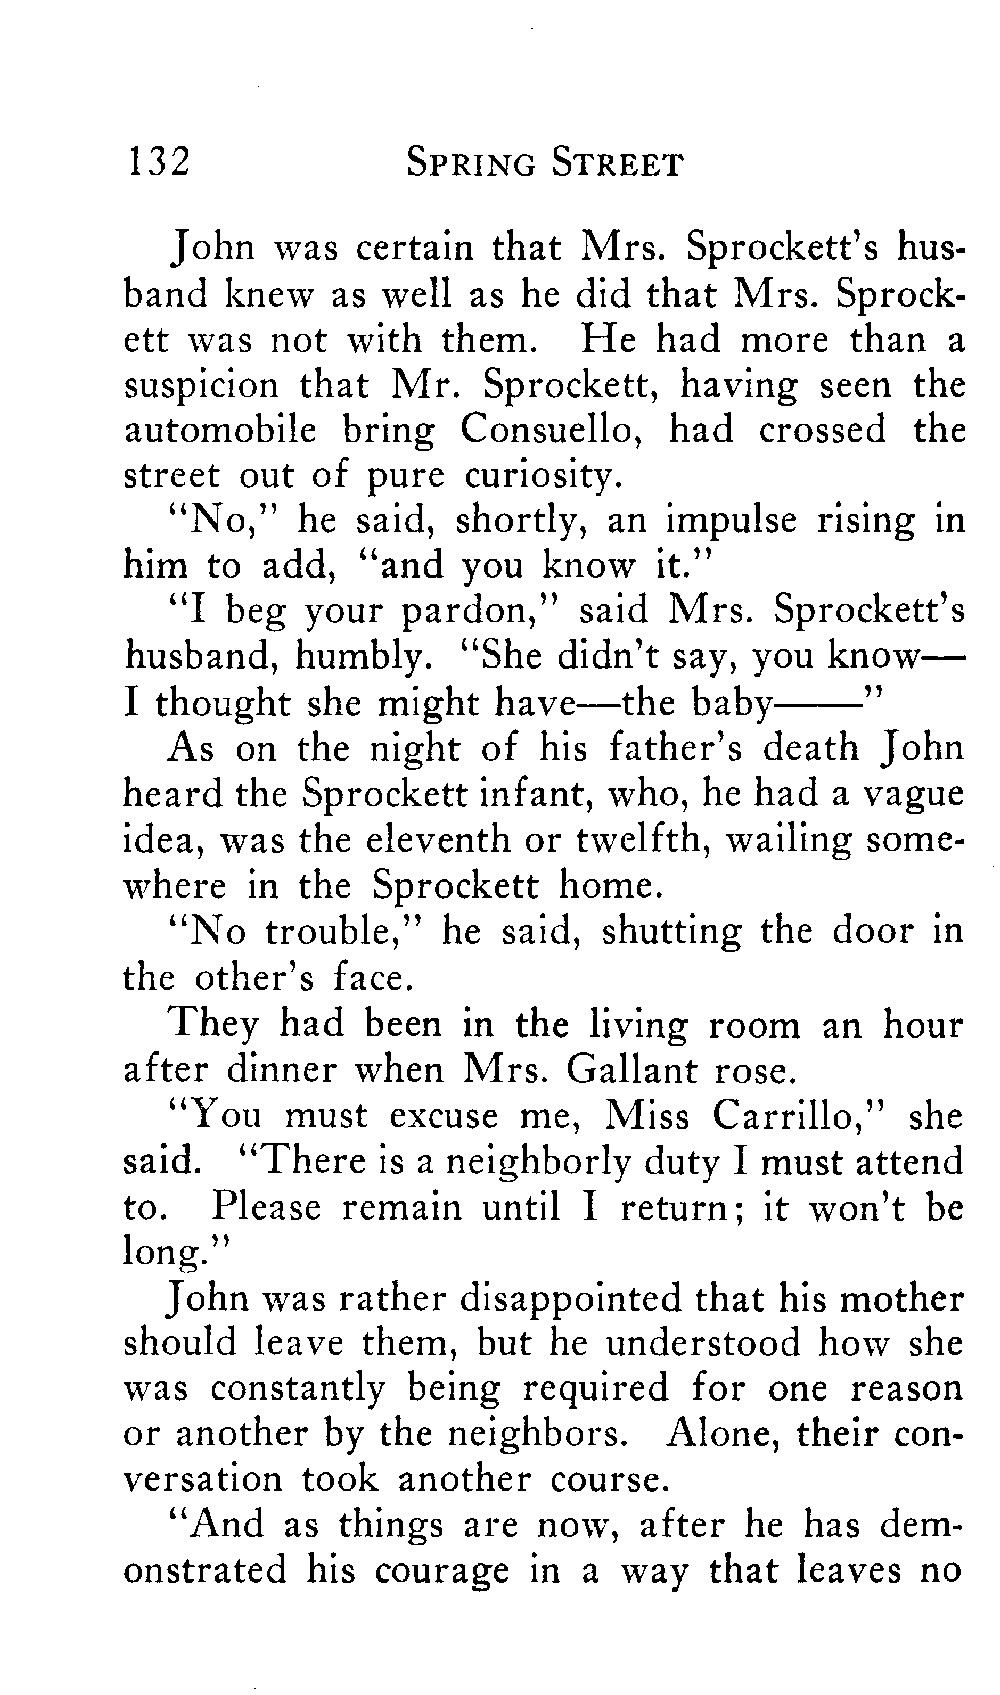 132 SPRING STREET
John was certain that Mrs. Sprockett's hus-
band knew as well as he did that Mrs. Sprock-
ett was not with them. He had more than a
suspicion that Mr. Sprockett, having seen the
automobile bring Consuello, had crossed the
street out of pure curiosity.
"No," he said, shortly, an impulse rising in
him to add, "and you know it."
"I beg your pardon," said Mrs. Sprockett's
husband, humbly. "She didn't say, you know—
I thought she might have—the baby——"
As on the night of his father's death John
heard the Sprockett infant, who, he had a vague
idea, was the eleventh or twelfth, wailing some-
where in the Sprockett home.
"No trouble," he said, shutting the door in
the other's face.
They had been in the living room an hour
after dinner when Mrs. Gallant rose.
"You must excuse me, Miss Carrillo," she
said. "There is a neighborly duty I must attend
to. Please remain until I return; it won't be
long."
John was rather disappointed that his mother
should leave them, but he understood how she
was constantly being required for one reason
or another by the neighbors. Alone, their con-
versation took another course.
"And as things are now, after he has dem-
onstrated his courage in a way that leaves no